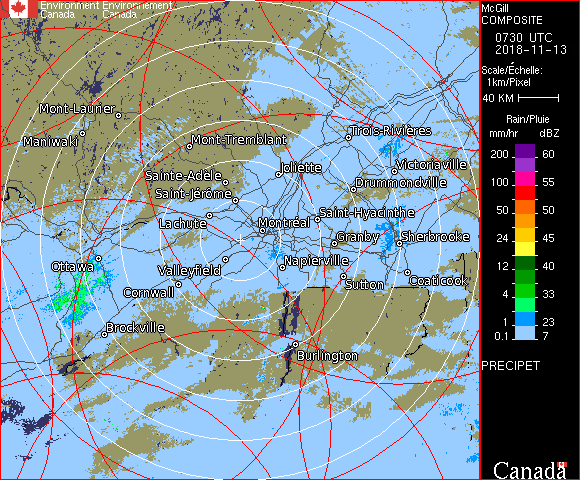 Environment Environnement
Canada Canada
McGill
COMPOSITE
0730 UTC
2018-11-13
Scale/Échelle:
1km/Pixel
40 KM
Rain/Pluie
mm/hr dBZ
200 60
100 55
50 50
24 45
12 40
4 33
1 23
0.1 7
PRECIPET
Canada
Mont-Laurier
Maniwaki
Mont-Tremblant
Trois-Rivières
Joliette
Victoriaville
Sainte-Adèle
Drummondville
Saint-Jérôme
Lachute
Saint-Hyacinthe
Montréal
Granby
Sherbrooke
Ottawa
Valleyfield
Napierville
Cornwall
Sutton
Coaticook
Brockville
Burlington